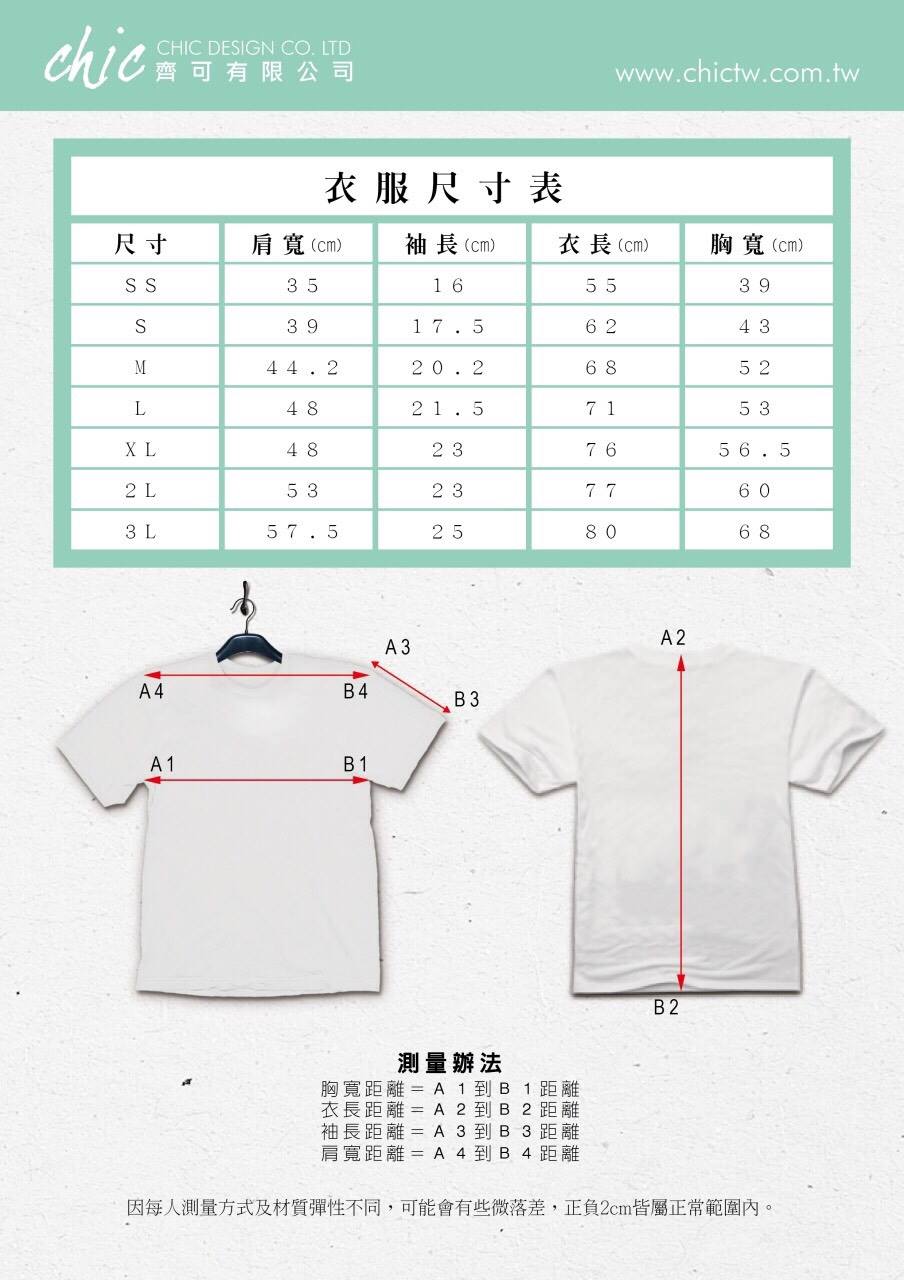 chic CHIC DESIGN CO. LTD
齊可有限公司
www.chictw.com.tw
衣服尺寸表
尺寸 肩寬(cm) 袖長(cm) 衣長(cm) 胸寬(cm)
SS 35 16 55 39
S 39 17.5 62 43
M 44.2 20.2 68 52
L 48 21.5 71 53
XL 48 23 76 56.5
2L 53 23 77 60
3L 57.5 25 80 68
A3
A4 B4
B3
A1 B1
A2
B2
測量辦法
胸寬距離=A1到B1距離
衣長距離=A2到B2距離
袖長距離=A3到B3距離
肩寬距離=A4到B4距離
因每人測量方式及材質彈性不同,可能會有些微落差,正負2cm皆屬正常範圍內。